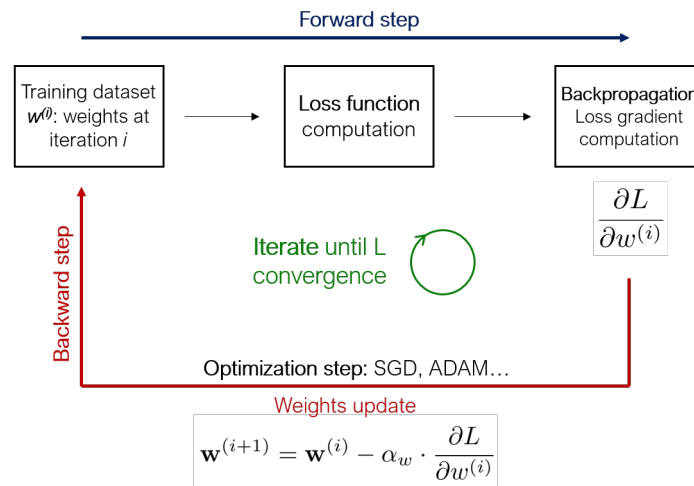 Forward step
Training dataset
w⁽ⁱ⁾: weights at
iteration i
Loss function
computation
Backpropagation
Loss gradient
computation
∂L
∂w⁽ⁱ⁾
Backward step
Iterate until L
convergence
Optimization step: SGD, ADAM...
Weights update
w⁽ⁱ⁺¹⁾ = w⁽ⁱ⁾ − α_w · ∂L/∂w⁽ⁱ⁾